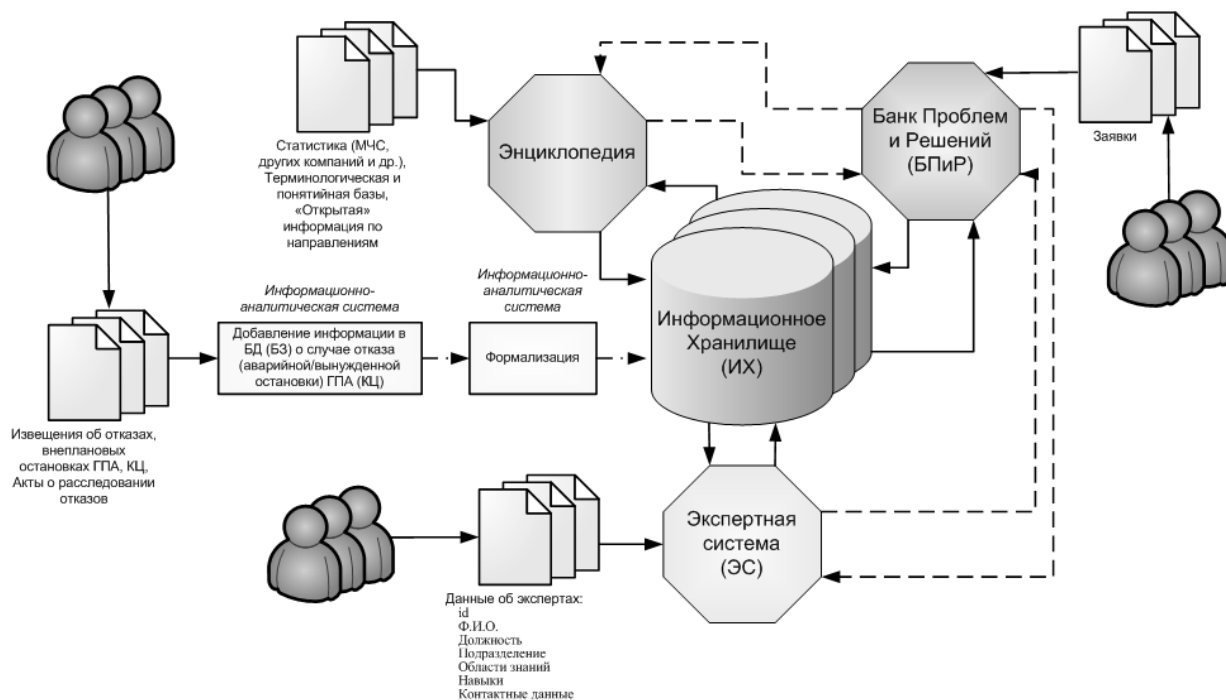 Статистика (МЧС,
других компаний и др.),
Терминологическая и
понятийная базы,
«Открытая»
информация по
направлениям
Энциклопедия
Банк Проблем
и Решений
(БПиР)
Заявки
Информационно-
аналитическая система
Добавление информации в
БД (БЗ) о случае отказа
(аварийной/вынужденной
остановки) ГПА (КЦ)
Информационно-
аналитическая
система
Формализация
Информационное
Хранилище
(ИХ)
Извещения об отказах,
внеплановых
остановках ГПА, КЦ,
Акты о расследовании
отказов
Экспертная
система
(ЭС)
Данные об экспертах:
id
Ф.И.О.
Должность
Подразделение
Области знаний
Навыки
Контактные данные